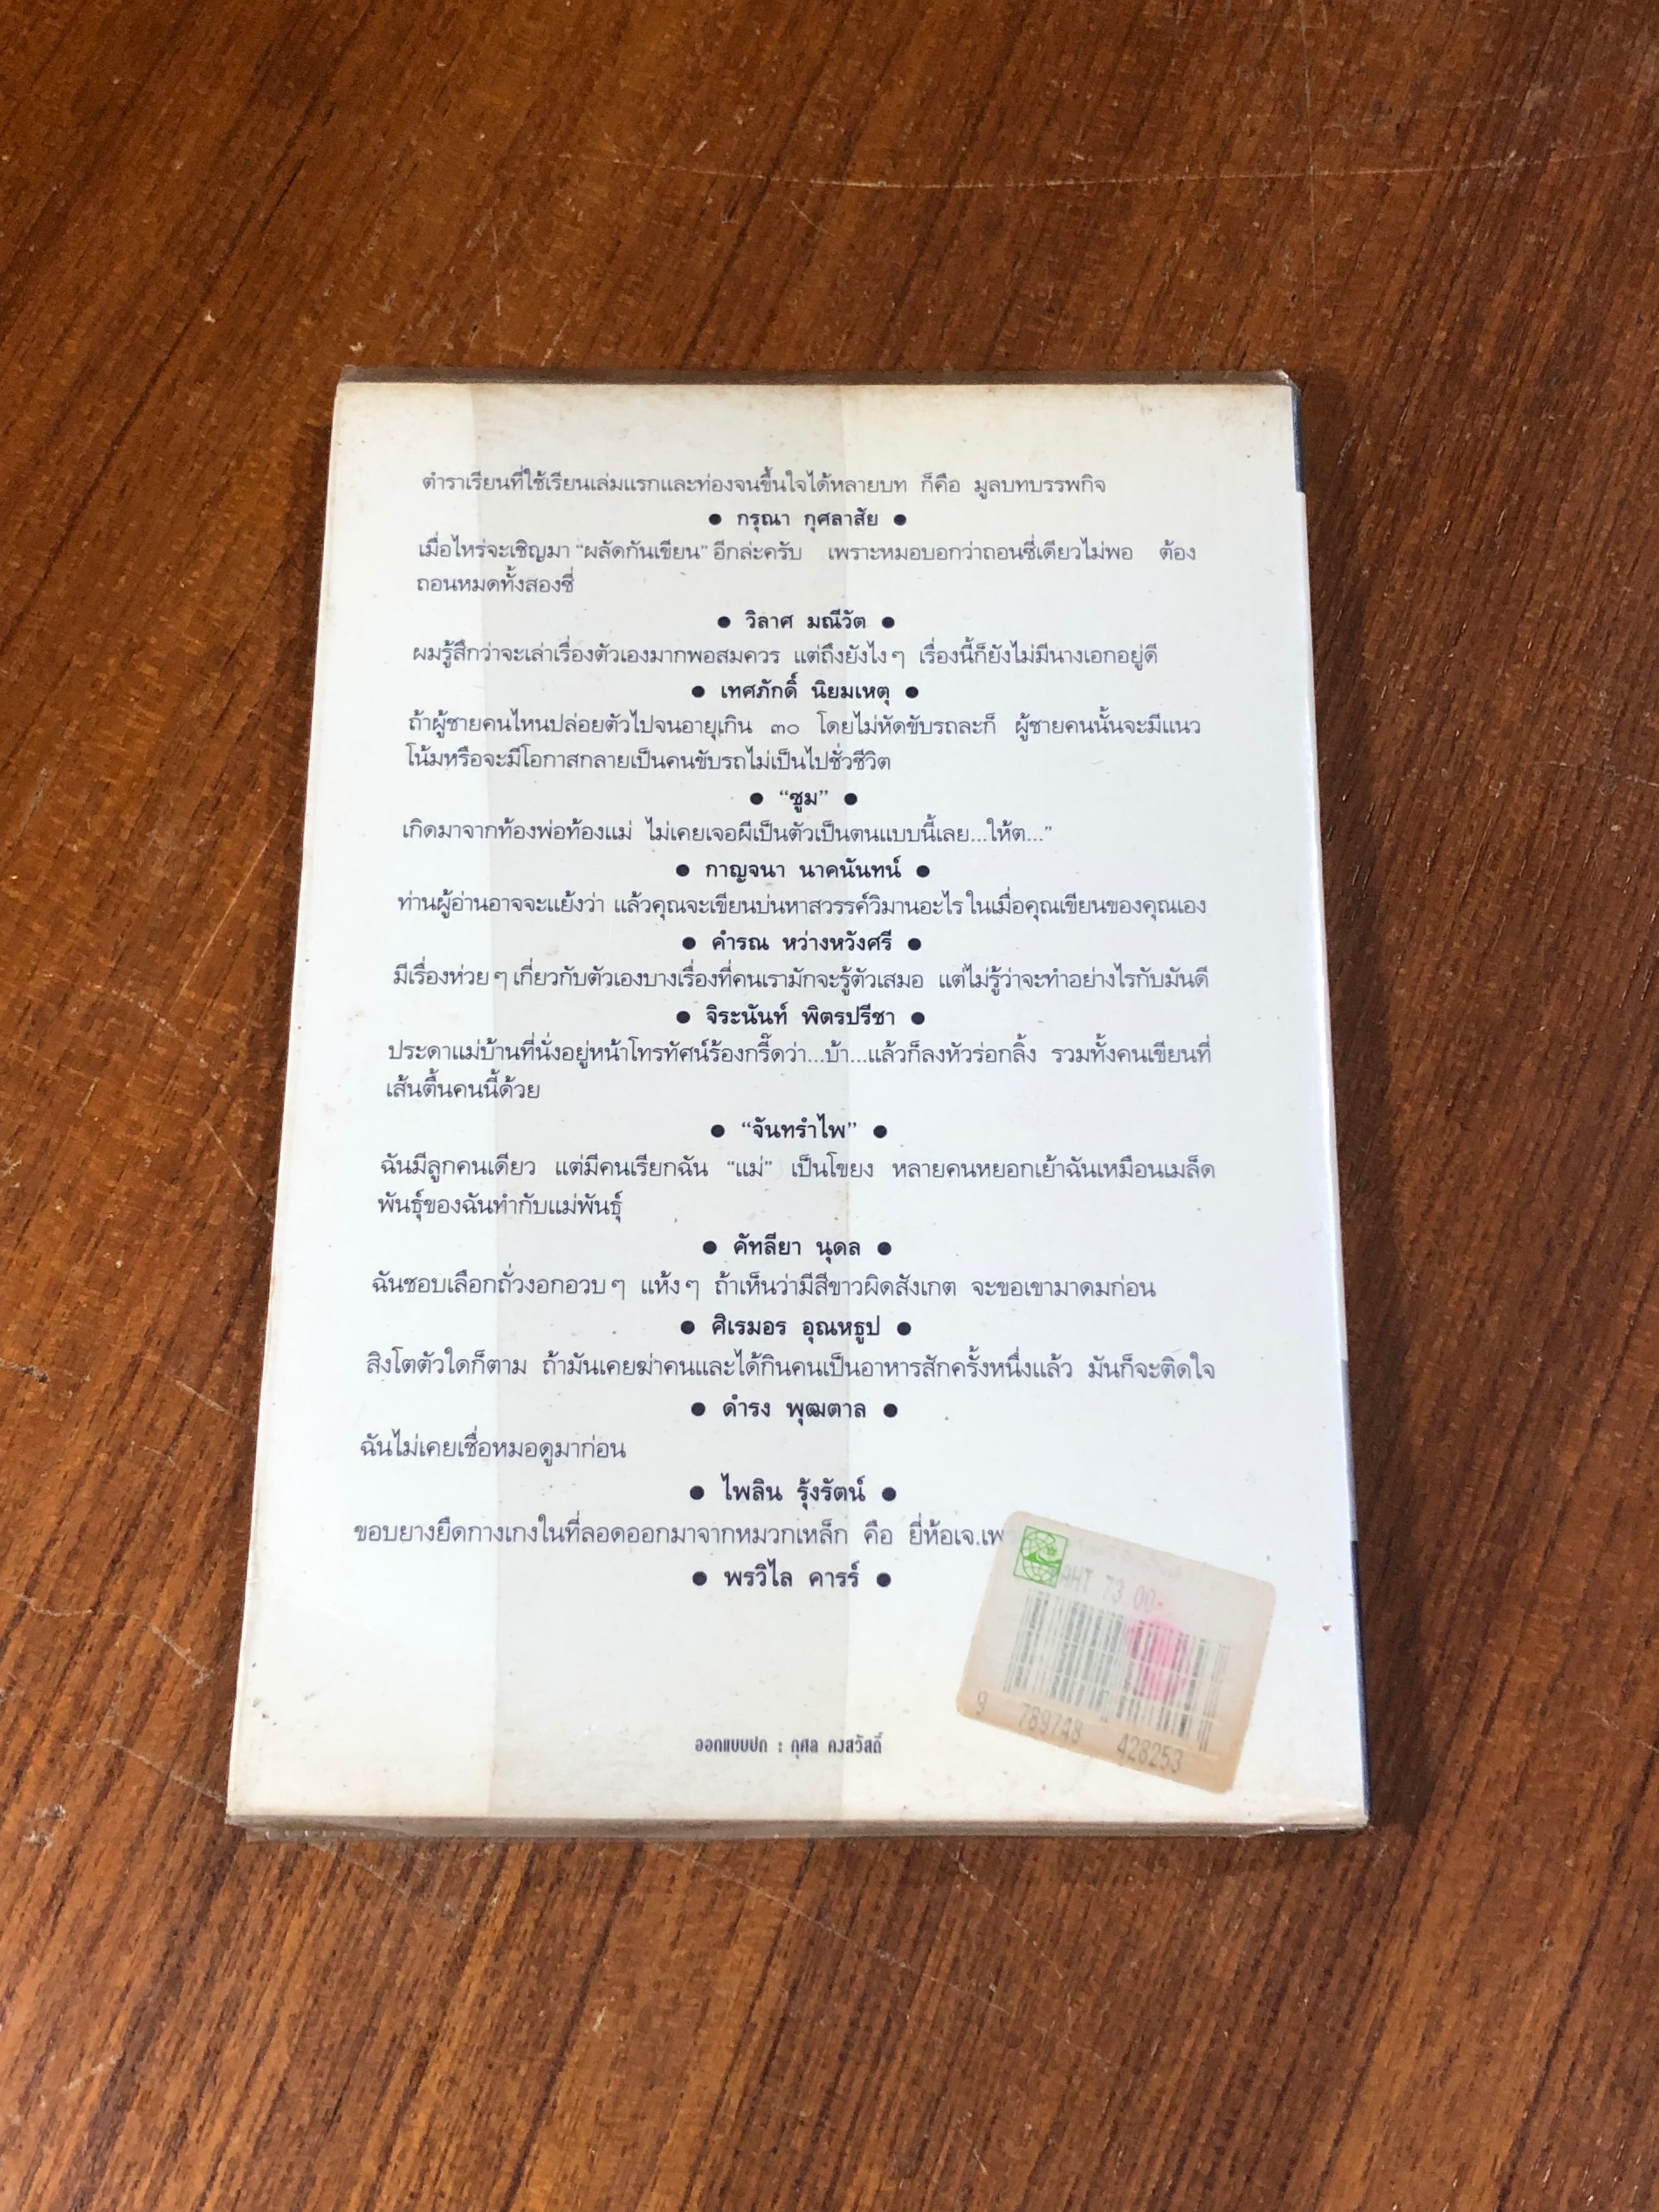 ตำราเรียนที่ใช้เรียนเล่มแรกและท่องจนขึ้นใจได้หลายบท ก็คือ มูลบทบรรพกิจ
● กรุณา กุศลาสัย ●
เมื่อไหร่จะเชิญมา “ผลัดกันเขียน” อีกล่ะครับ เพราะหมอบอกว่าถอนซี่เดียวไม่พอ ต้อง
ถอนหมดทั้งสองซี่
● วิลาศ มณีวัต ●
ผมรู้สึกว่าจะเล่าเรื่องตัวเองมากพอสมควร แต่ถึงยังไงๆ เรื่องนี้ก็ยังไม่มีนางเอกอยู่ดี
● เทศภักดิ์ นิยมเหตุ ●
ถ้าผู้ชายคนไหนปล่อยตัวไปจนอายุเกิน ๓๐ โดยไม่หัดขับรถละก็ ผู้ชายคนนั้นจะมีแนว
โน้มหรือจะมีโอกาสกลายเป็นคนขับรถไม่เป็นไปชั่วชีวิต
● “ซูม” ●
เกิดมาจากท้องพ่อท้องแม่ ไม่เคยเจอผีเป็นตัวเป็นตนแบบนี้เลย...ให้ต...”
● กาญจนา นาคนันทน์ ●
ท่านผู้อ่านอาจจะแย้งว่า แล้วคุณจะเขียนบ่นหาสวรรค์วิมานอะไร ในเมื่อคุณเขียนของคุณเอง
● คำรณ หว่างหวังศรี ●
มีเรื่องห่วยๆ เกี่ยวกับตัวเองบางเรื่องที่คนเรามักจะรู้ตัวเสมอ แต่ไม่รู้ว่าจะทำอย่างไรกับมันดี
● จิระนันท์ พิตรปรีชา ●
ประดาแม่บ้านที่นั่งอยู่หน้าโทรทัศน์ร้องกรี๊ดว่า...บ้า...แล้วก็ลงหัวร่อกลิ้ง รวมทั้งคนเขียนที่
เส้นตื้นคนนี้ด้วย
● “จันทรำไพ” ●
ฉันมีลูกคนเดียว แต่มีคนเรียกฉัน “แม่” เป็นโขยง หลายคนหยอกเย้าฉันเหมือนเมล็ด
พันธุ์ของฉันทำกับแม่พันธุ์
● คัทลียา นุดล ●
ฉันชอบเลือกถั่วงอกอวบๆ แห้งๆ ถ้าเห็นว่ามีสีขาวผิดสังเกต จะขอเขามาดมก่อน
● ศิเรมอร อุณหธูป ●
สิงโตตัวใดก็ตาม ถ้ามันเคยฆ่าคนและได้กินคนเป็นอาหารสักครั้งหนึ่งแล้ว มันก็จะติดใจ
● ดำรง พุฒตาล ●
ฉันไม่เคยเชื่อหมอดูมาก่อน
● ไพลิน รุ้งรัตน์ ●
ขอบยางยืดกางเกงในที่ลอดออกมาจากหมวกเหล็ก คือ ยี่ห้อเจ.เพ
● พรวิไล คารร์ ●
AHT 73 00
9 789748 428253
ออกแบบปก : กุศล คงสวัสดิ์